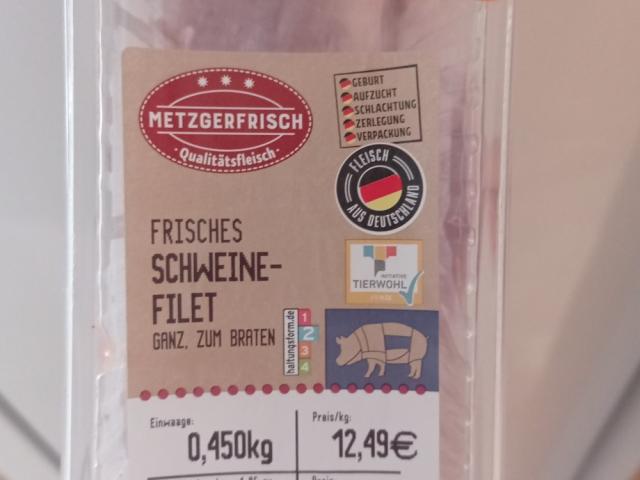 METZGERFRISCH
Qualitätsfleisch
GEBURT
AUFZUCHT
SCHLACHTUNG
ZERLEGUNG
VERPACKUNG
FLEISCH
AUS DEUTSCHLAND
FRISCHES
SCHWEINE-
FILET
GANZ, ZUM BRATEN
INITIATIVE
TIERWOHL
haltungsform.de
1
2
3
4
Einwaage:
0,450kg
Preis/kg:
12,49€